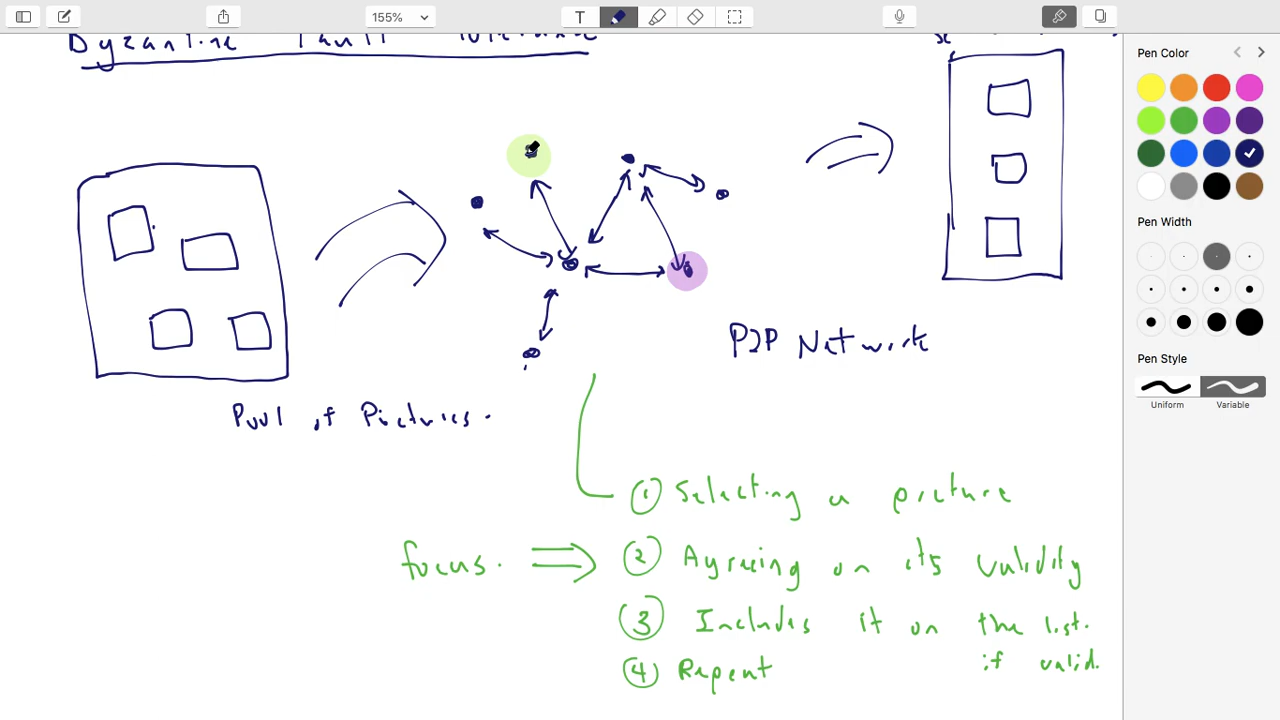 155%
T
Byzantine Fault Tolerance
Pen Color
P2P Network
Pool of Pictures.
Pen Width
Pen Style
Uniform
Variable
① Selecting a picture
focus. ⇒ ② Agreeing on its validity
③ Includes it on the list.
if valid.
④ Repeat